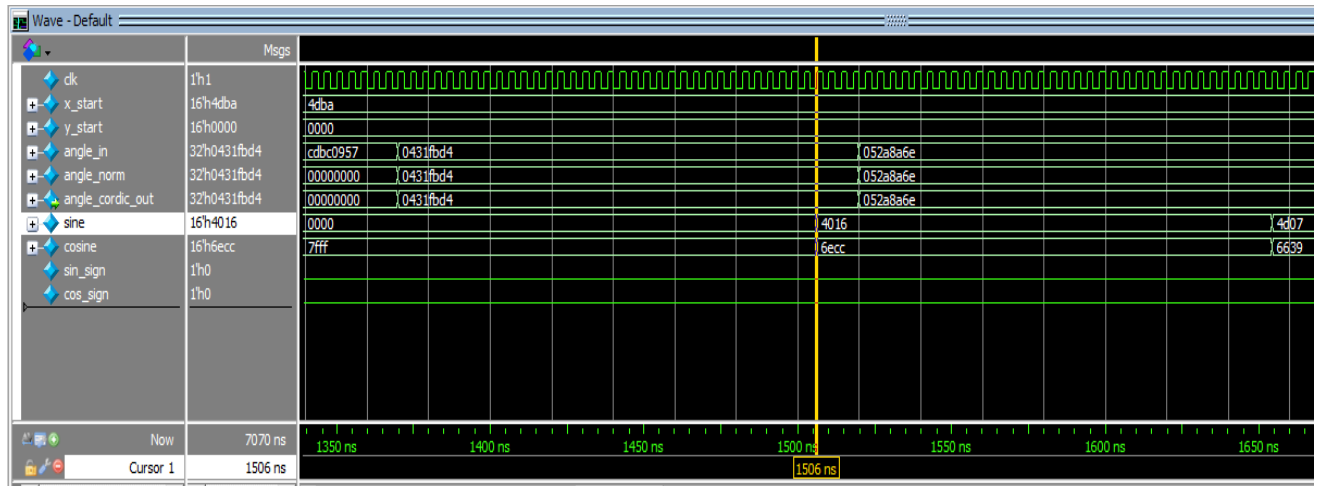 Wave - Default
Msgs
clk 1'h1
x_start 16'h4dba 4dba
y_start 16'h0000 0000
angle_in 32'h0431fbd4 cdbc0957 0431fbd4 052a8a6e
angle_norm 32'h0431fbd4 00000000 0431fbd4 052a8a6e
angle_cordic_out 32'h0431fbd4 00000000 0431fbd4 052a8a6e
sine 16'h4016 0000 4016 4d07
cosine 16'h6ecc 7fff 6ecc 6639
sin_sign 1'h0
cos_sign 1'h0
Now 7070 ns 1350 ns 1400 ns 1450 ns 1500 ns 1550 ns 1600 ns 1650 ns
Cursor 1 1506 ns 1506 ns